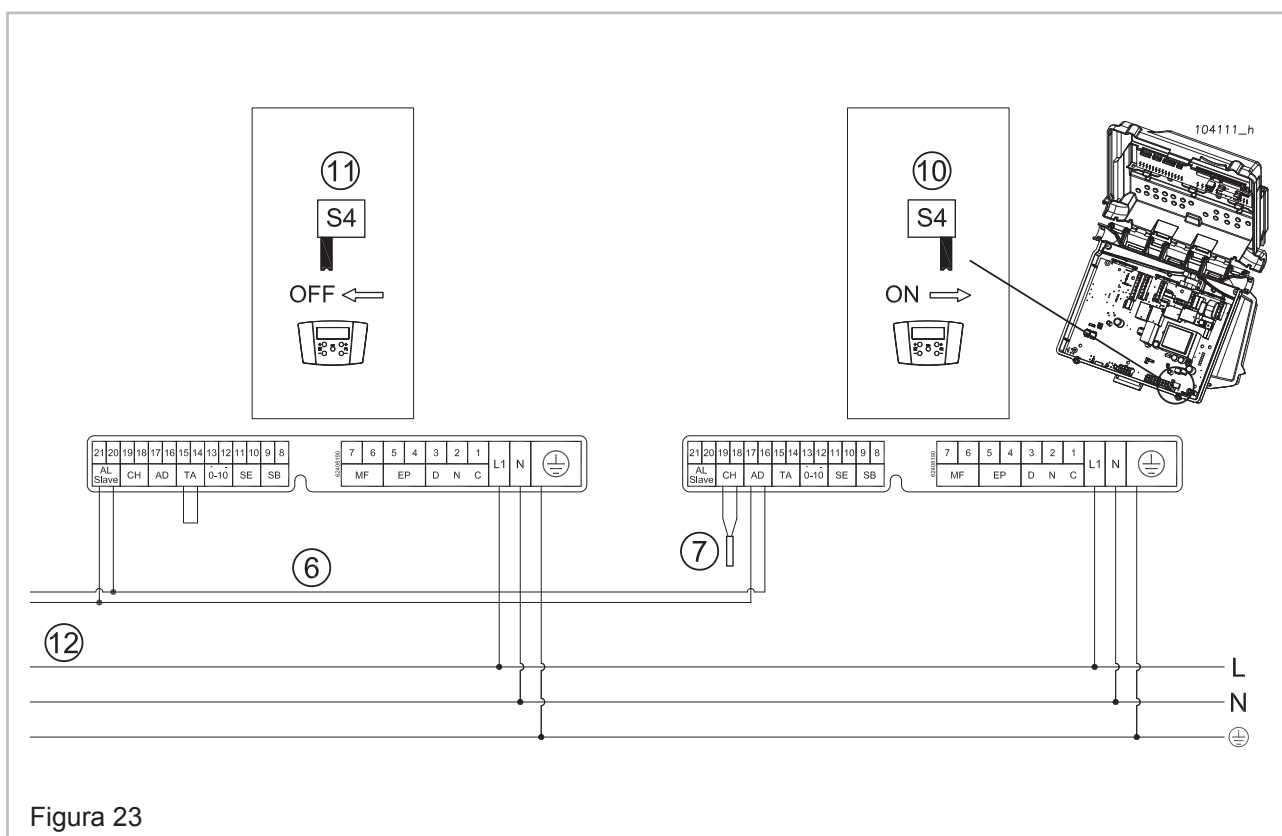 104111_h
11
10
S4
S4
OFF
ON
21 20 19 18 17 16 15 14 13 12 11 10 9 8
AL Slave CH AD TA 0-10 SE SB
62408190
7 6 5 4 3 2 1
MF EP D N C L1 N
21 20 19 18 17 16 15 14 13 12 11 10 9 8
AL Slave CH AD TA 0-10 SE SB
62408190
7 6 5 4 3 2 1
MF EP D N C L1 N
6
7
12
L
N
Figura 23